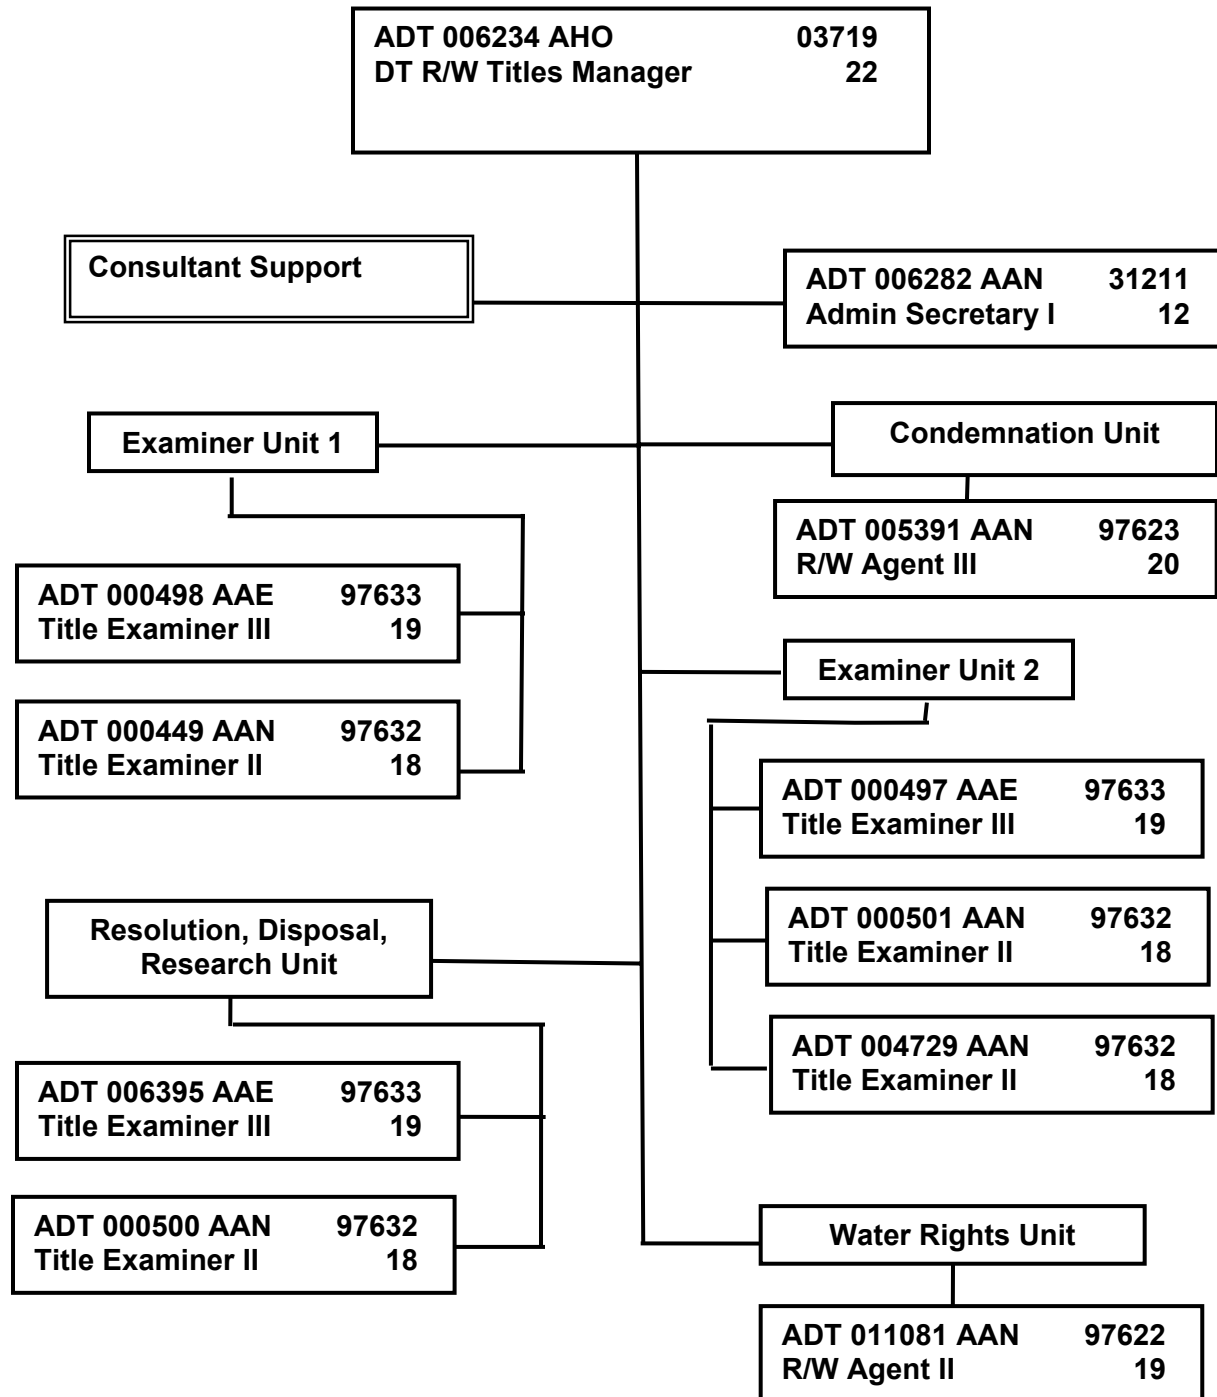 ADT 006234 AHO 03719
DT R/W Titles Manager 22
Consultant Support
ADT 006282 AAN 31211
Admin Secretary I 12
Examiner Unit 1
Condemnation Unit
ADT 005391 AAN 97623
R/W Agent III 20
ADT 000498 AAE 97633
Title Examiner III 19
ADT 000449 AAN 97632
Title Examiner II 18
Examiner Unit 2
ADT 000497 AAE 97633
Title Examiner III 19
ADT 000501 AAN 97632
Title Examiner II 18
ADT 004729 AAN 97632
Title Examiner II 18
Resolution, Disposal,
Research Unit
ADT 006395 AAE 97633
Title Examiner III 19
ADT 000500 AAN 97632
Title Examiner II 18
Water Rights Unit
ADT 011081 AAN 97622
R/W Agent II 19